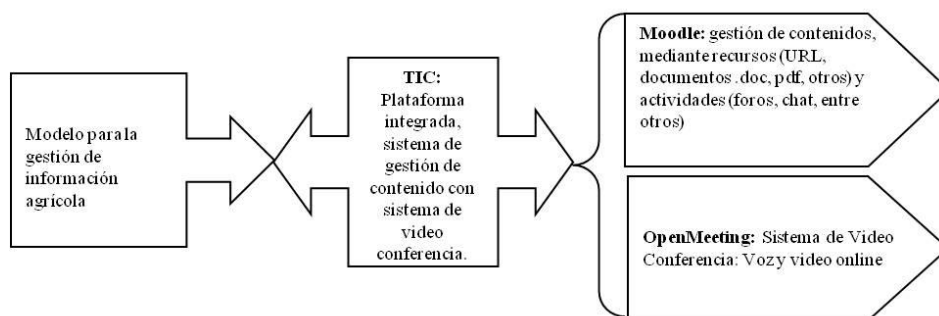 Modelo para la
gestión de
información
agrícola
TIC:
Plataforma
integrada,
sistema de
gestión de
contenido con
sistema de
video
conferencia.
Moodle: gestión de contenidos,
mediante recursos (URL,
documentos .doc, pdf, otros) y
actividades (foros, chat, entre
otros)
OpenMeeting: Sistema de Video
Conferencia: Voz y video online